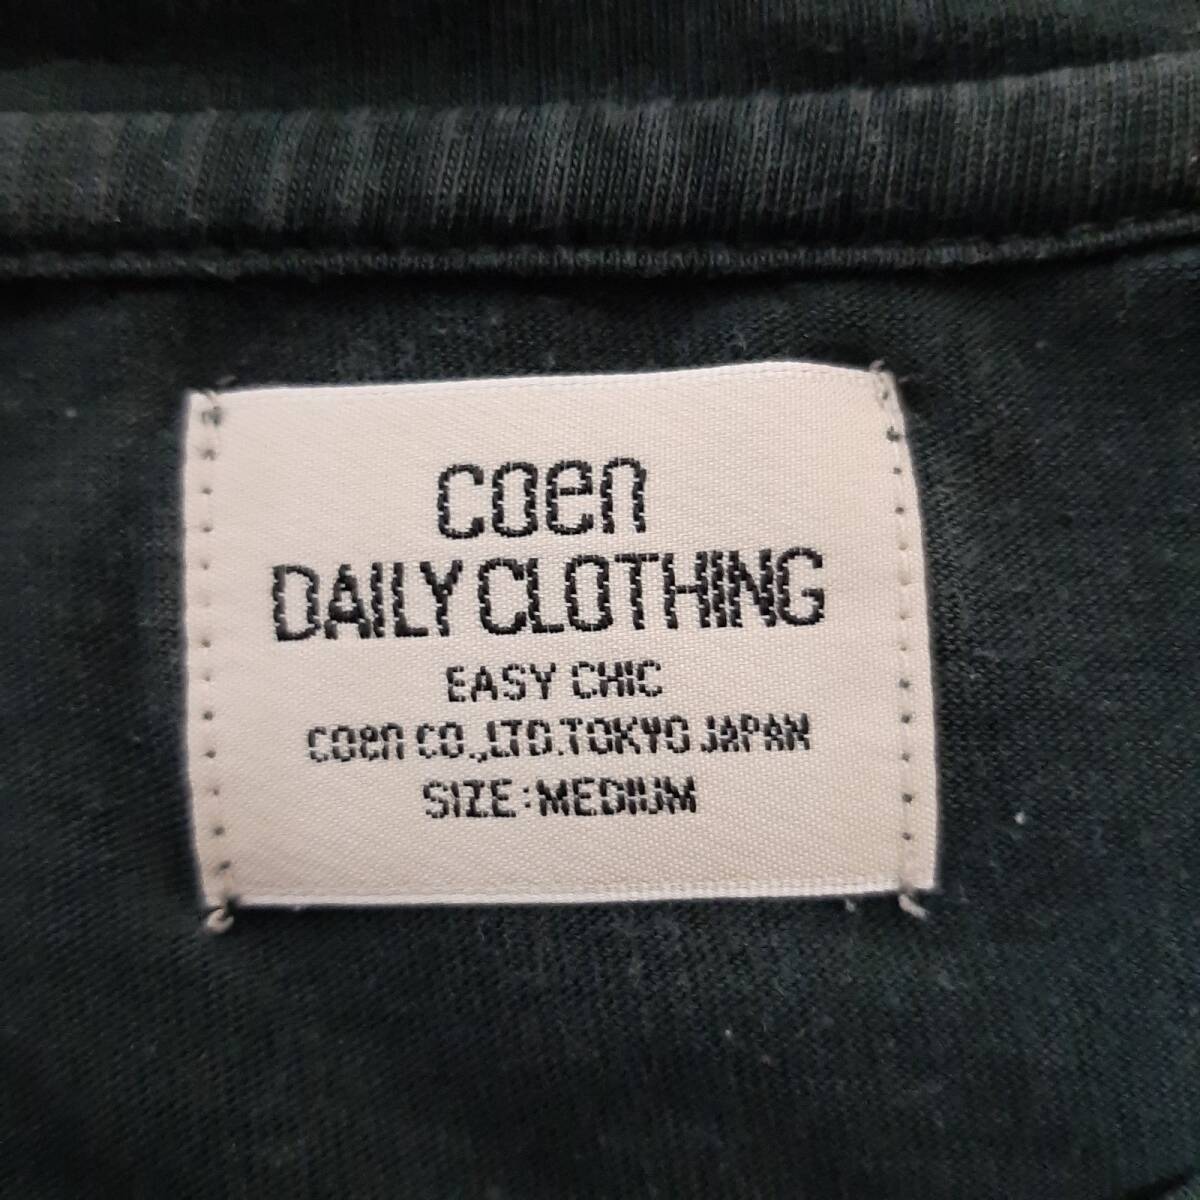 coen
DAILY CLOTHING
EASY CHIC
coen CO.,LTD.TOKYO JAPAN
SIZE:MEDIUM